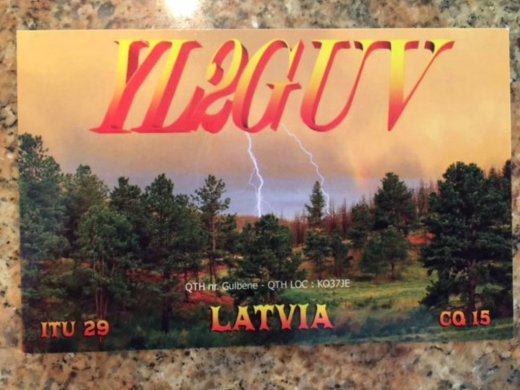 YL2GUV
QTH nr. Gulbene - QTH LOC : KO37JE
ITU 29
LATVIA
CQ 15